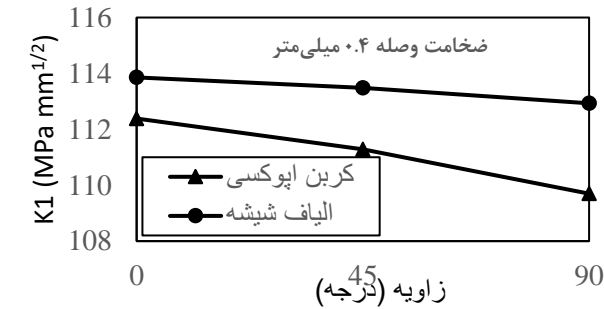 ضخامت وصله ۰.۴ میلی‌متر
K1 (MPa mm1/2)
116
114
112
110
108
کربن اپوکسی
الیاف شیشه
0
45
90
زاویه (درجه)